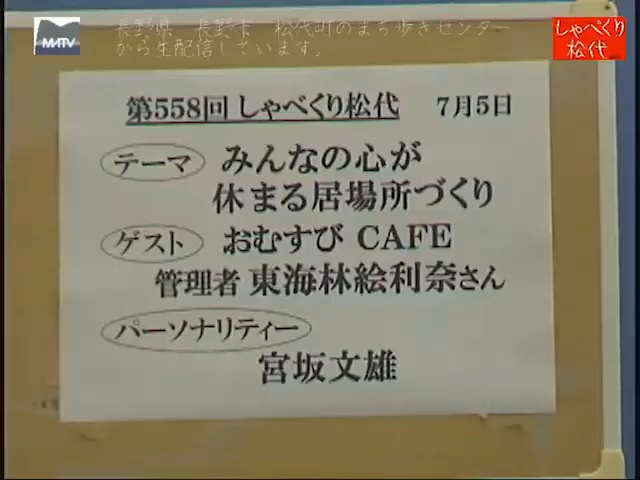 MATV
長野県 長野市 松代町のまち歩きセンター
から生配信しています。
しゃべくり
松代
第558回 しゃべくり松代 7月5日
テーマ みんなの心が
休まる居場所づくり
ゲスト おむすび CAFE
管理者 東海林絵利奈さん
パーソナリティー
宮坂文雄